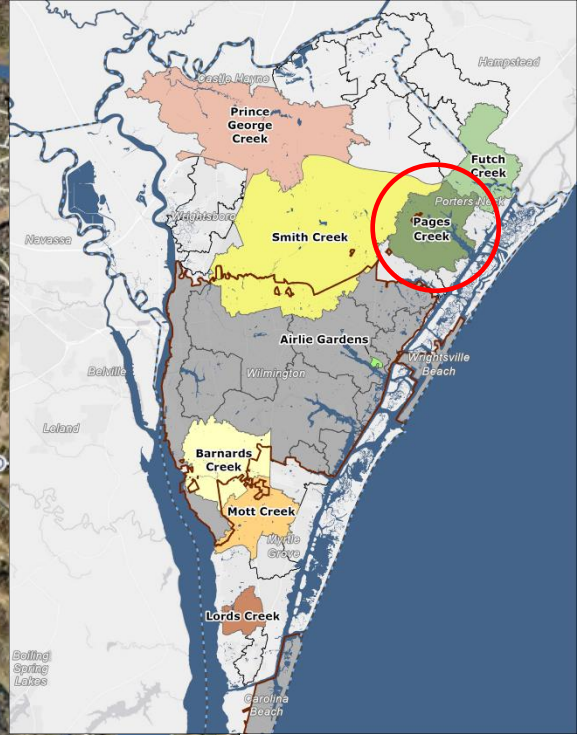 Hampstead
Castle Hayne
Prince
George
Creek
Futch
Creek
Porters Neck
Pages
Creek
Wrightsboro
Smith Creek
Navassa
Airlie Gardens
Wrightsville
Beach
Belville
Wilmington
Leland
Barnards
Creek
Mott Creek
Myrtle
Grove
Lords Creek
Boiling
Spring
Lakes
Carolina
Beach